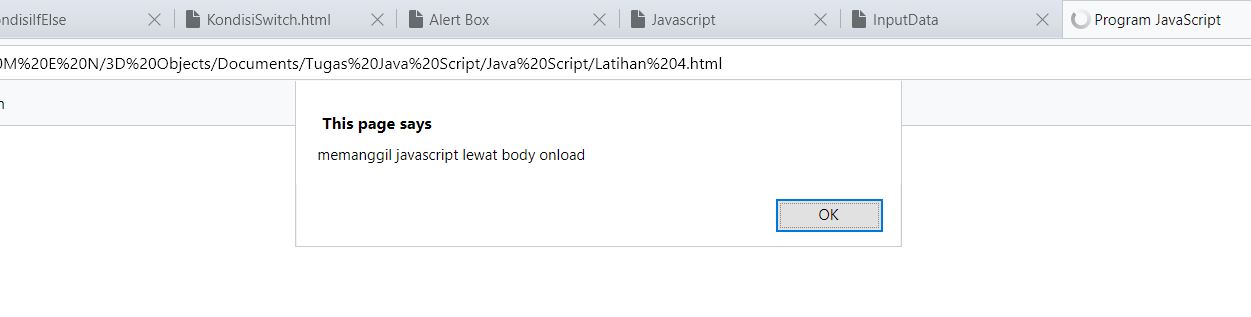 ndisiIfElse KondisiSwitch.html Alert Box Javascript InputData Program JavaScript
M%20E%20N/3D%20Objects/Documents/Tugas%20Java%20Script/Java%20Script/Latihan%204.html
n
This page says
memanggil javascript lewat body onload
OK